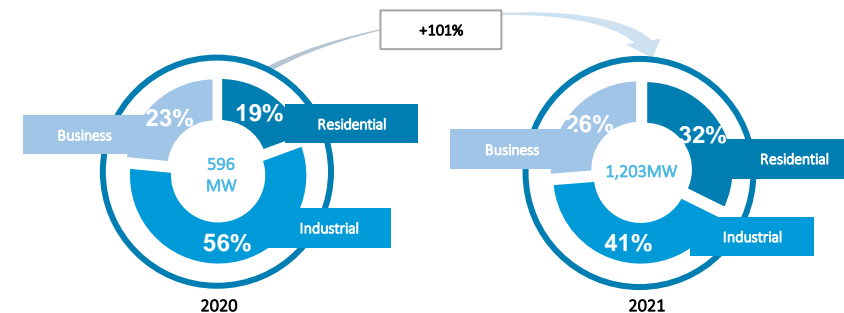 +101%
23%
19%
Business
Residential
596
MW
Industrial
56%
2020
26%
32%
Business
Residential
1,203MW
Industrial
41%
2021